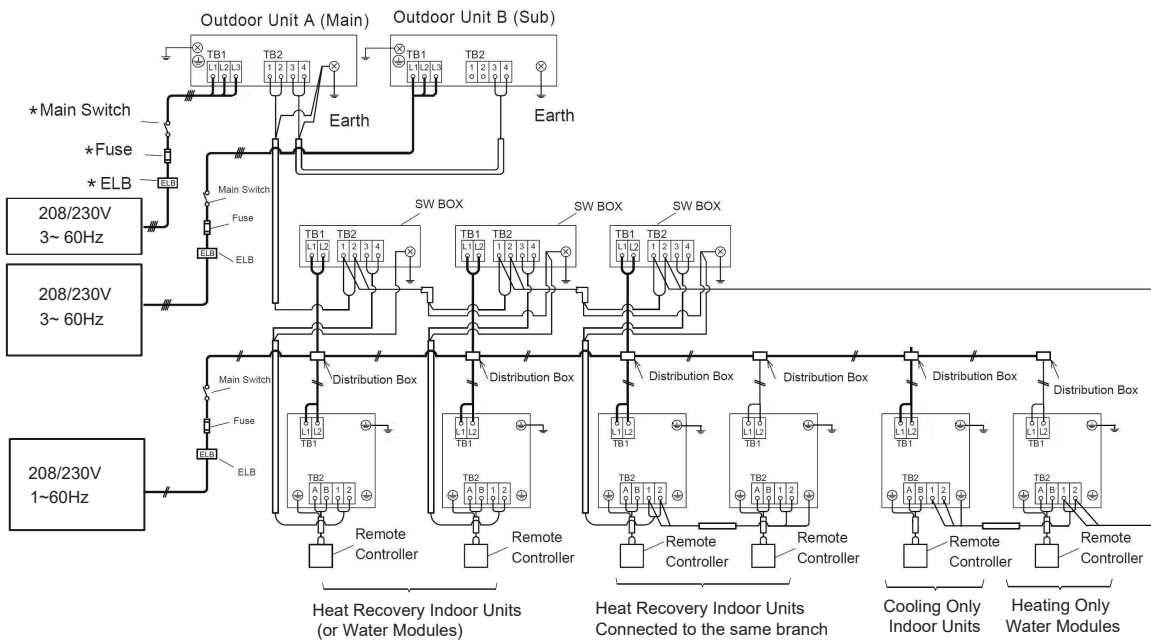 Outdoor Unit A (Main)
Outdoor Unit B (Sub)
TB1
TB2
TB1
TB2
L1 L2 L3
1 2 3 4
L1 L2 L3
1 2 3 4
Earth
Earth
*Main Switch
*Fuse
*ELB
ELB
208/230V
3~ 60Hz
Main Switch
Fuse
ELB
ELB
208/230V
3~ 60Hz
SW BOX
SW BOX
SW BOX
TB1
TB2
TB1
TB2
TB1
TB2
L1 L2
1 2 3 4
L1 L2
1 2 3 4
L1 L2
1 2 3 4
Main Switch
Fuse
ELB
ELB
208/230V
1~60Hz
Distribution Box
Distribution Box
Distribution Box
Distribution Box
Distribution Box
Distribution Box
L1 L2
TB1
L1 L2
TB1
L1 L2
TB1
L1 L2
TB1
L1 L2
TB1
L1 L2
TB1
TB2
A B 1 2
TB2
A B 1 2
TB2
A B 1 2
TB2
A B 1 2
TB2
A B 1 2
TB2
A B 1 2
Remote
Controller
Remote
Controller
Remote
Controller
Remote
Controller
Remote
Controller
Remote
Controller
Heat Recovery Indoor Units
(or Water Modules)
Heat Recovery Indoor Units
Connected to the same branch
Cooling Only
Indoor Units
Heating Only
Water Modules